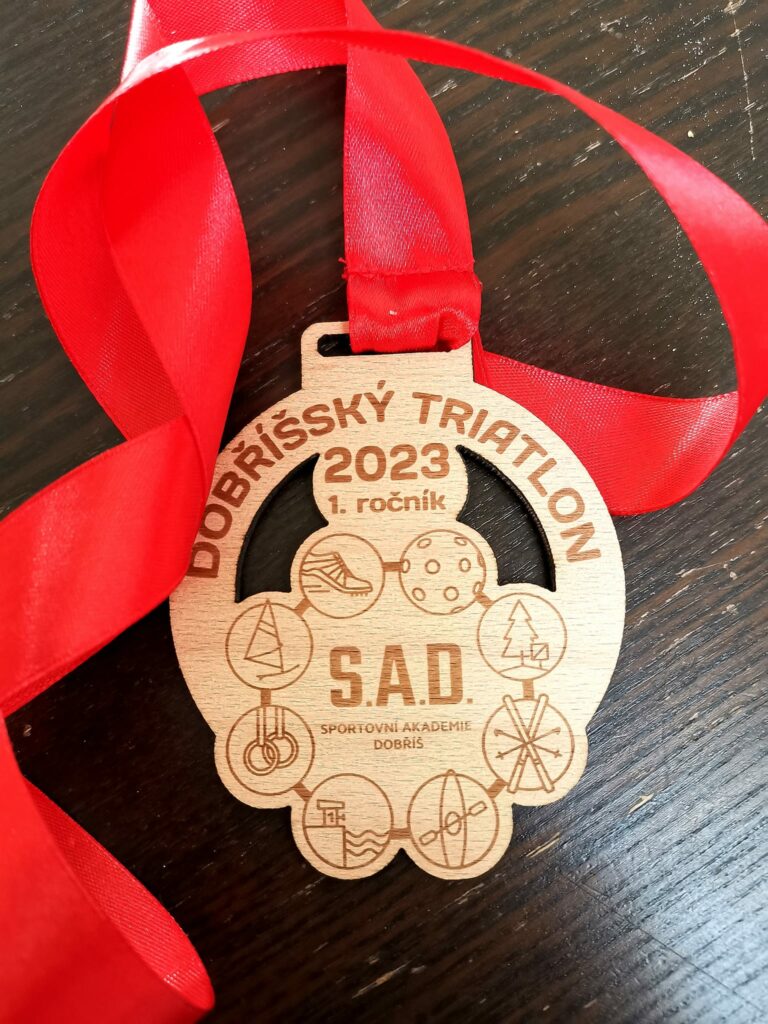 DOBŘÍŠSKÝ TRIATLON
2023
1. ročník
S.A.D.
SPORTOVNÍ AKADEMIE
DOBŘÍŠ